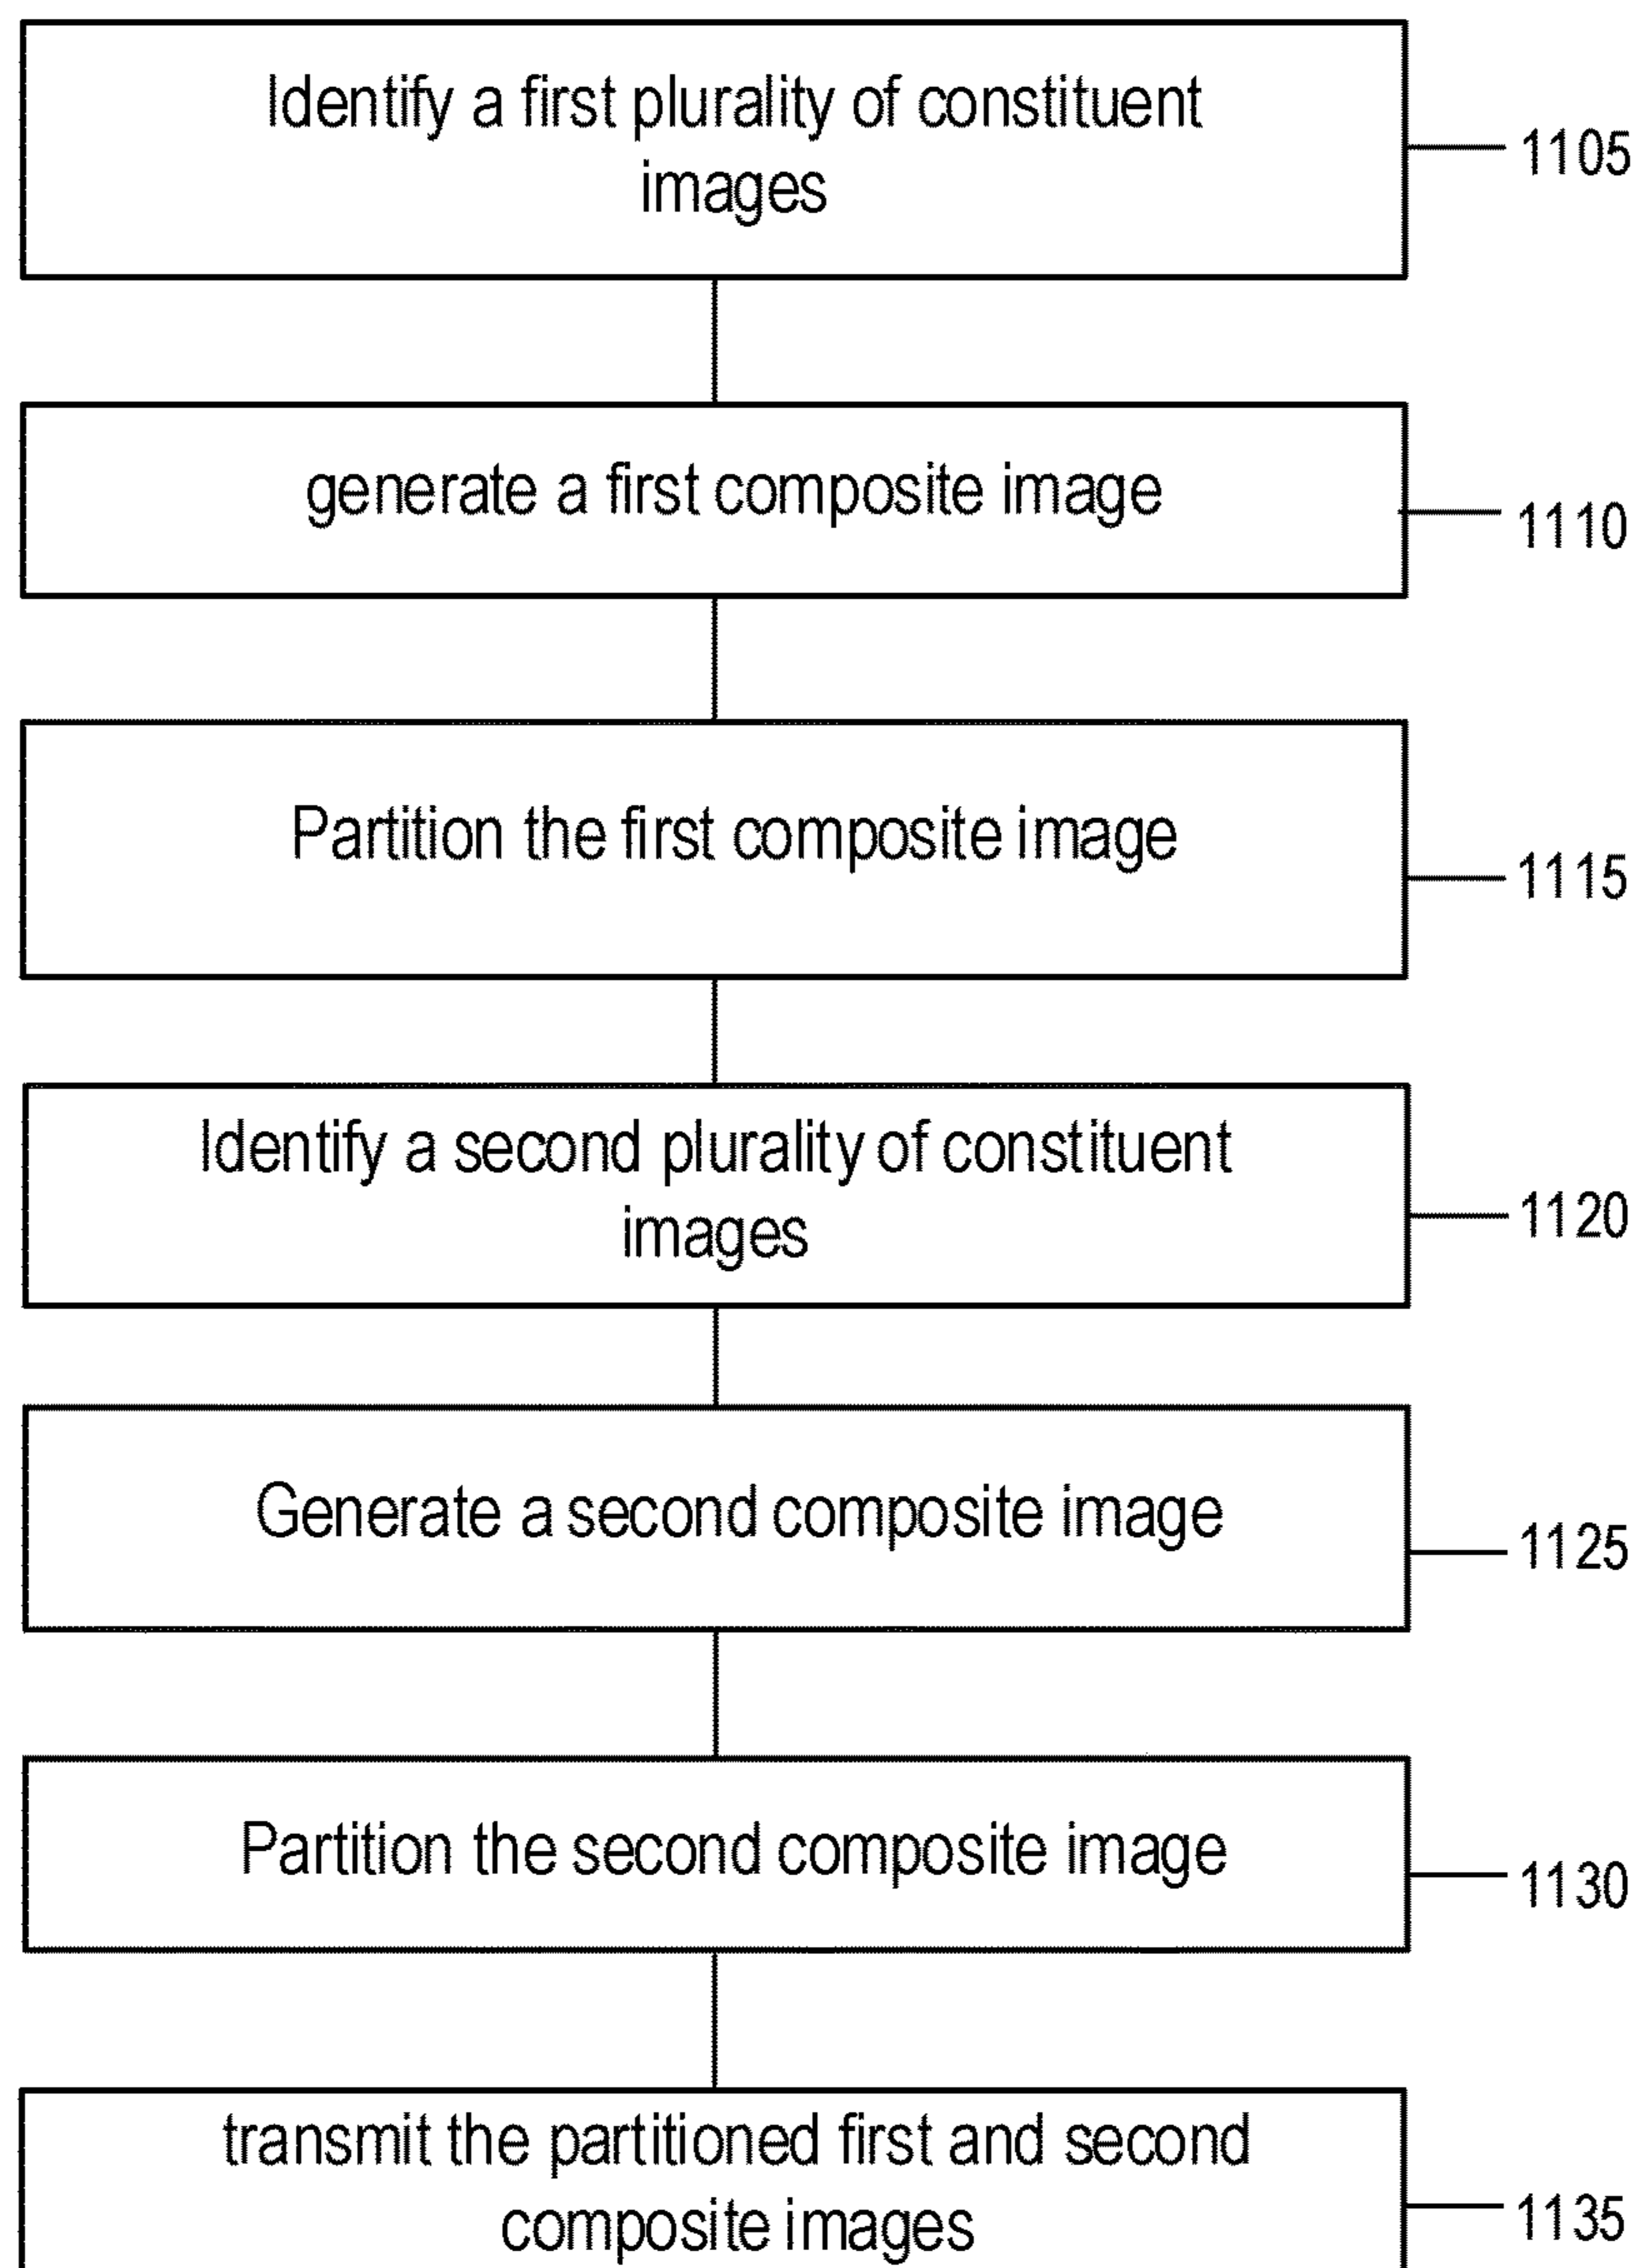 Identify a first plurality of constituent
images
1105
generate a first composite image
1110
Partition the first composite image
1115
Identify a second plurality of constituent
images
1120
Generate a second composite image
1125
Partition the second composite image
1130
transmit the partitioned first and second
composite images
1135